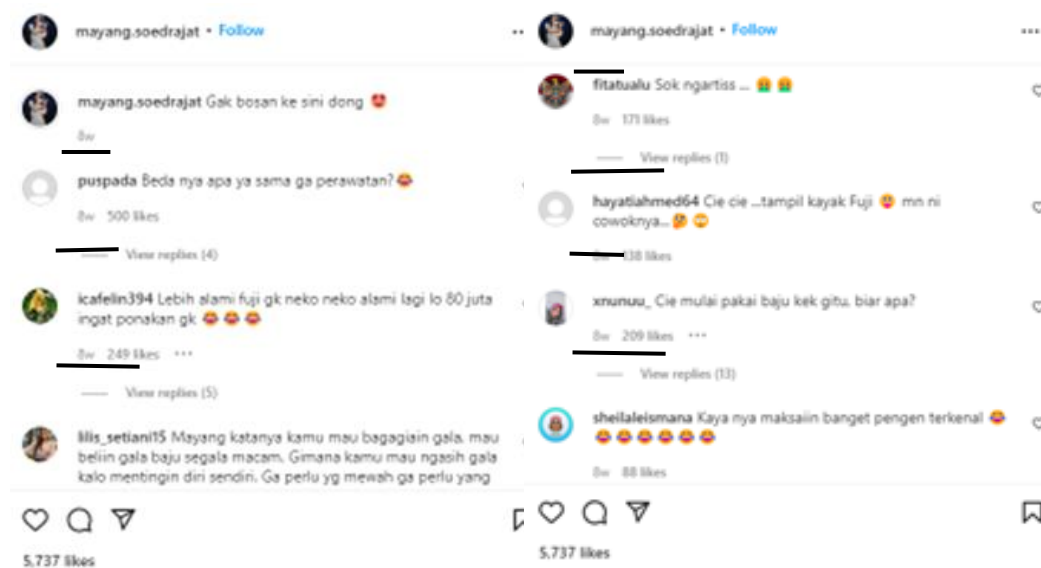 mayang.soedrajat • Follow
mayang.soedrajat Gak bosan ke sini dong 😍
8w
puspada Beda nya apa ya sama ga perawatan? 😂
8w 500 likes
View replies (4)
icafelin394 Lebih alami fuji gk neko neko alami lagi lo 80 juta
ingat ponakan gk 😂 😂 😂
8w 249 likes
View replies (5)
lilis_setiani15 Mayang katanya kamu mau bagagiain gala, mau
beliin gala baju segala macam. Gimana kamu mau ngasih gala
kalo mentingin diri sendiri. Ga perlu yg mewah ga perlu yang
5,737 likes
mayang.soedrajat • Follow
fitatualu Sok ngartiss ... 🤮 🤮
8w 171 likes
View replies (1)
hayatiahmed64 Cie cie ...tampil kayak Fuji mn ni
cowoknya...
8w 138 likes
xnunuu_ Cie mulai pakai baju kek gitu, biar apa?
8w 209 likes
View replies (13)
sheilaleismana Kaya nya maksaiin banget pengen terkenal 😂
😂 😂 😂 😂 😂 😂
8w 88 likes
5,737 likes